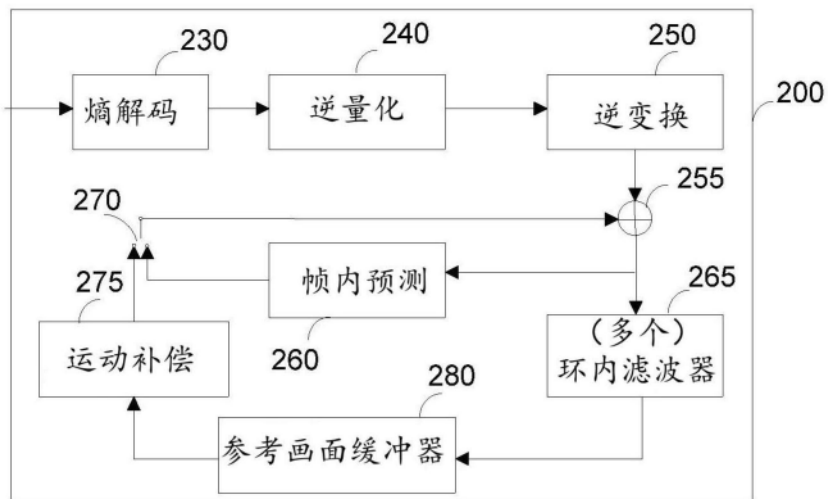 230
240
250
200
熵解码
逆量化
逆变换
255
270
275
帧内预测
265
运动补偿
260
(多个)
环内滤波器
280
参考画面缓冲器